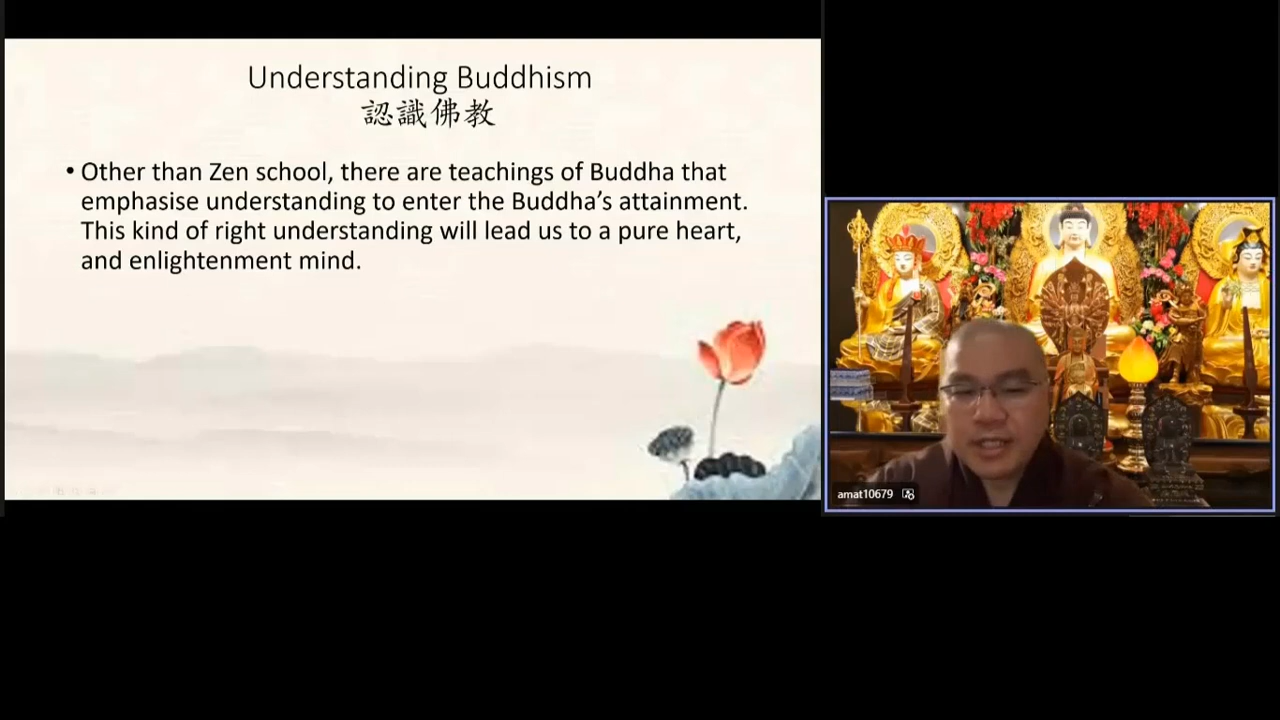 Understanding Buddhism
認識佛教
• Other than Zen school, there are teachings of Buddha that
emphasise understanding to enter the Buddha’s attainment.
This kind of right understanding will lead us to a pure heart,
and enlightenment mind.
amat10679